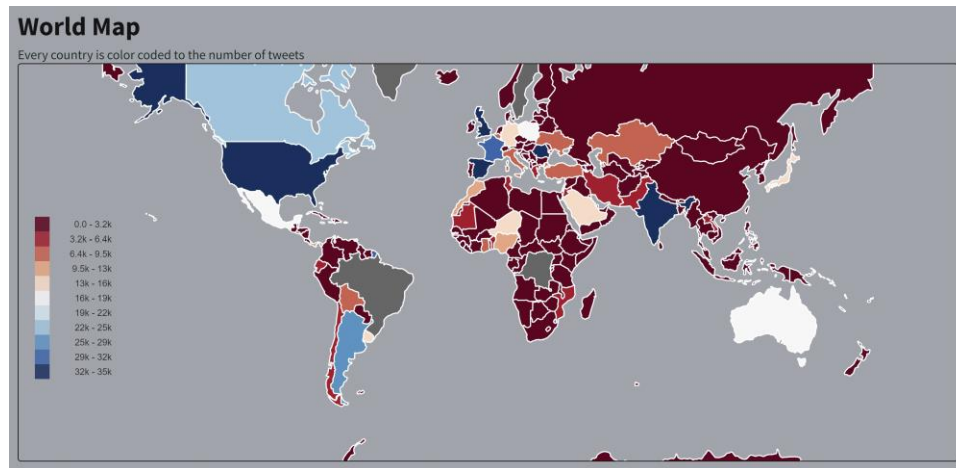 World Map
Every country is color coded to the number of tweets
0.0 - 3.2k
3.2k - 6.4k
6.4k - 9.5k
9.5k - 13k
13k - 16k
16k - 19k
19k - 22k
22k - 25k
25k - 29k
29k - 32k
32k - 35k